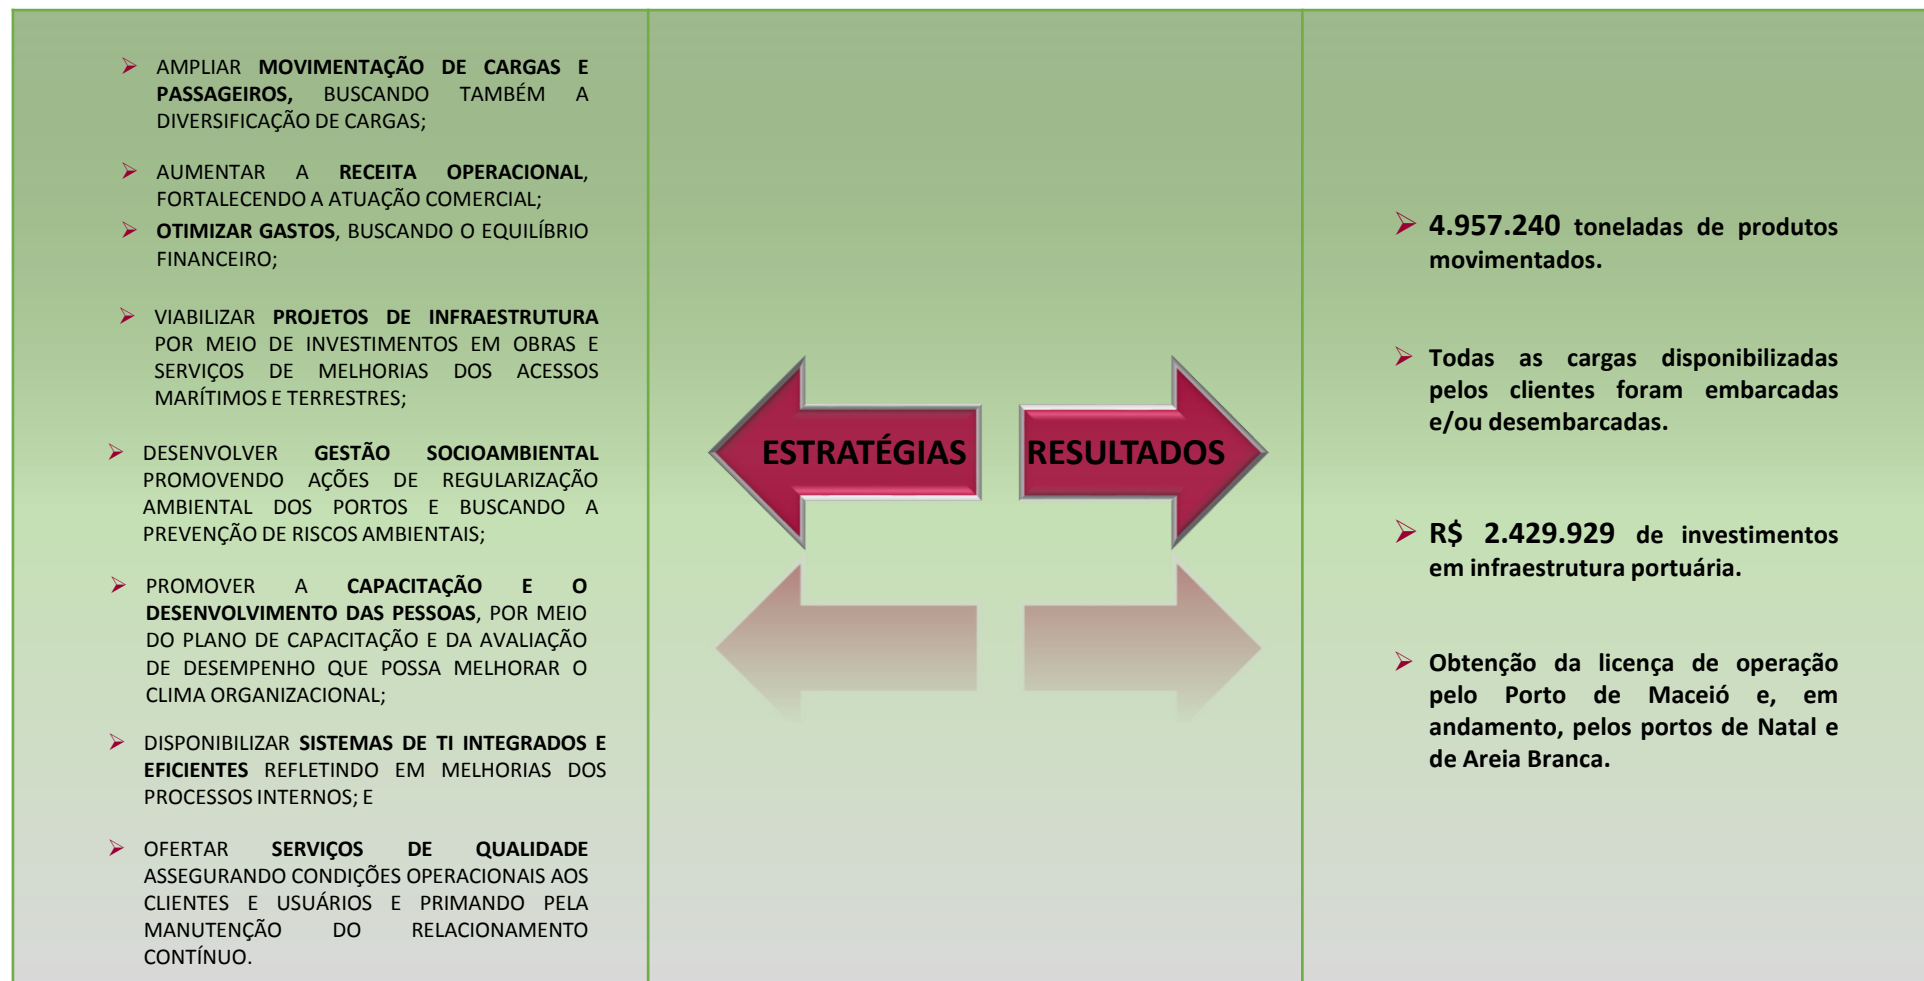 AMPLIAR MOVIMENTAÇÃO DE CARGAS E
PASSAGEIROS, BUSCANDO TAMBÉM A
DIVERSIFICAÇÃO DE CARGAS;
AUMENTAR A RECEITA OPERACIONAL,
FORTALECENDO A ATUAÇÃO COMERCIAL;
OTIMIZAR GASTOS, BUSCANDO O EQUILÍBRIO
FINANCEIRO;
VIABILIZAR PROJETOS DE INFRAESTRUTURA
POR MEIO DE INVESTIMENTOS EM OBRAS E
SERVIÇOS DE MELHORIAS DOS ACESSOS
MARÍTIMOS E TERRESTRES;
DESENVOLVER GESTÃO SOCIOAMBIENTAL
PROMOVENDO AÇÕES DE REGULARIZAÇÃO
AMBIENTAL DOS PORTOS E BUSCANDO A
PREVENÇÃO DE RISCOS AMBIENTAIS;
PROMOVER A CAPACITAÇÃO E O
DESENVOLVIMENTO DAS PESSOAS, POR MEIO
DO PLANO DE CAPACITAÇÃO E DA AVALIAÇÃO
DE DESEMPENHO QUE POSSA MELHORAR O
CLIMA ORGANIZACIONAL;
DISPONIBILIZAR SISTEMAS DE TI INTEGRADOS E
EFICIENTES REFLETINDO EM MELHORIAS DOS
PROCESSOS INTERNOS; E
OFERTAR SERVIÇOS DE QUALIDADE
ASSEGURANDO CONDIÇÕES OPERACIONAIS AOS
CLIENTES E USUÁRIOS E PRIMANDO PELA
MANUTENÇÃO DO RELACIONAMENTO
CONTÍNUO.
ESTRATÉGIAS
RESULTADOS
4.957.240 toneladas de produtos
movimentados.
Todas as cargas disponibilizadas
pelos clientes foram embarcadas
e/ou desembarcadas.
R$ 2.429.929 de investimentos
em infraestrutura portuária.
Obtenção da licença de operação
pelo Porto de Maceió e, em
andamento, pelos portos de Natal e
de Areia Branca.